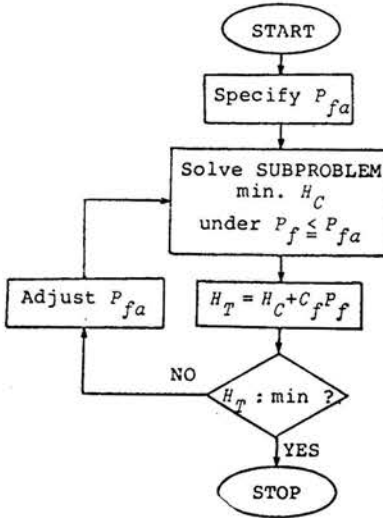 START
Specify P_fa
Solve SUBPROBLEM
min. H_C
under P_f ≦ P_fa
H_T = H_C + C_f P_f
Adjust P_fa
NO
H_T : min ?
YES
STOP